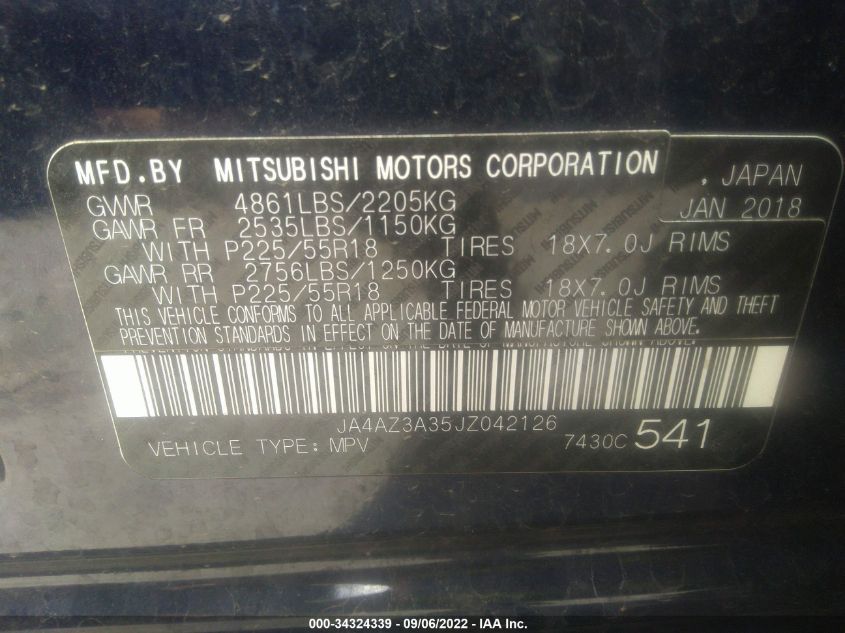 MFD.BY MITSUBISHI MOTORS CORPORATION , JAPAN
GVWR 4861LBS/2205KG JAN 2018
GAWR FR 2535LBS/1150KG
WITH P225/55R18 TIRES 18X7.0J RIMS
GAWR RR 2756LBS/1250KG
WITH P225/55R18 TIRES 18X7.0J RIMS
THIS VEHICLE CONFORMS TO ALL APPLICABLE FEDERAL MOTOR VEHICLE SAFETY AND THEFT
PREVENTION STANDARDS IN EFFECT ON THE DATE OF MANUFACTURE SHOWN ABOVE.
JA4AZ3A35JZ042126
VEHICLE TYPE: MPV 7430C 541
000-34324339 - 09/06/2022 - IAA Inc.